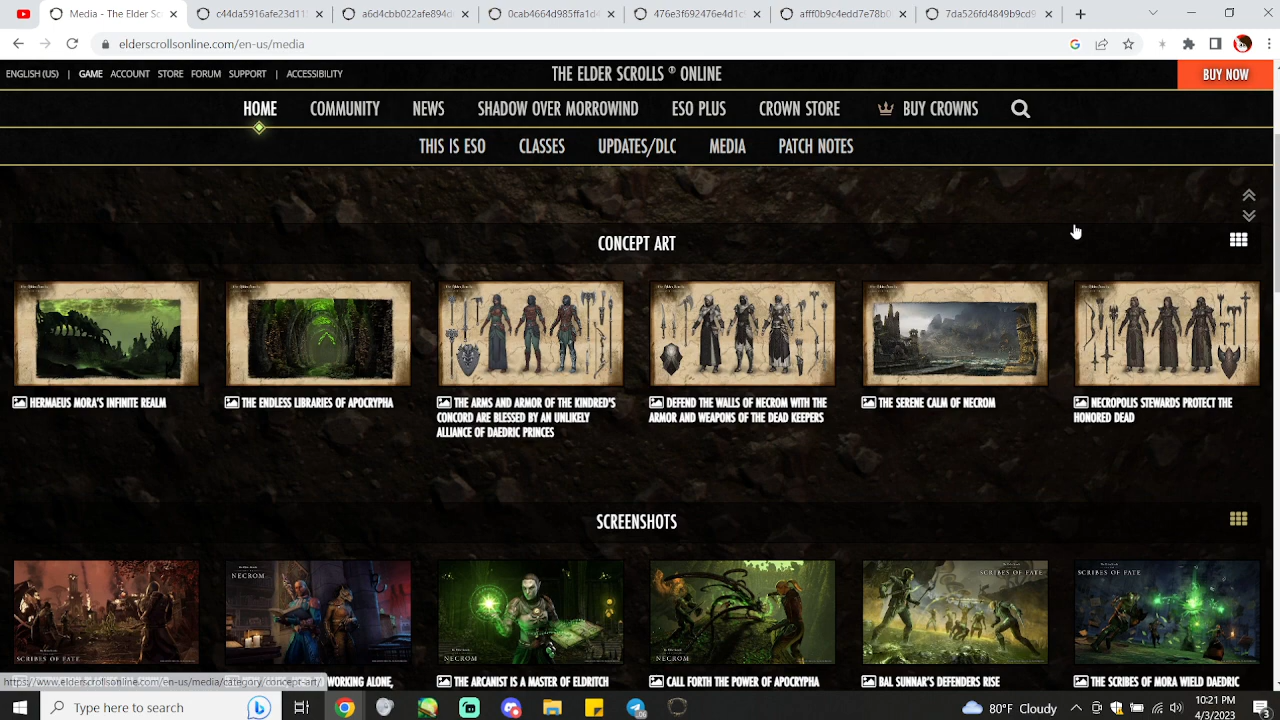 Media - The Elder Sc
c44da5916afe23d11
a6d4cbb022afe894d
0cab4664d985ffa1d
476e3f692476e4d1c
afff0b9c4edd7e78b0
7da526fd4849b9cd9
elderscrollsonline.com/en-us/media
ENGLISH (US) | GAME ACCOUNT STORE FORUM SUPPORT | ACCESSIBILITY
THE ELDER SCROLLS ® ONLINE
BUY NOW
HOME COMMUNITY NEWS SHADOW OVER MORROWIND ESO PLUS CROWN STORE BUY CROWNS
THIS IS ESO CLASSES UPDATES/DLC MEDIA PATCH NOTES
CONCEPT ART
HERMAEUS MORA'S INFINITE REALM
THE ENDLESS LIBRARIES OF APOCRYPHA
THE ARMS AND ARMOR OF THE KINDRED'S
CONCORD ARE BLESSED BY AN UNLIKELY
ALLIANCE OF DAEDRIC PRINCES
DEFEND THE WALLS OF NECROM WITH THE
ARMOR AND WEAPONS OF THE DEAD KEEPERS
THE SERENE CALM OF NECROM
NECROPOLIS STEWARDS PROTECT THE
HONORED DEAD
SCREENSHOTS
SCRIBES OF FATE
NECROM
NECROM
NECROM
SCRIBES OF FATE
SCRIBES OF FATE
https://www.elderscrollsonline.com/en-us/media/category/concept-art/
WORKING ALONE,
THE ARCANIST IS A MASTER OF ELDRITCH
CALL FORTH THE POWER OF APOCRYPHA
BAL SUNNAR'S DEFENDERS RISE
THE SCRIBES OF MORA WIELD DAEDRIC
Type here to search
80°F Cloudy
10:21 PM
4/3/2023